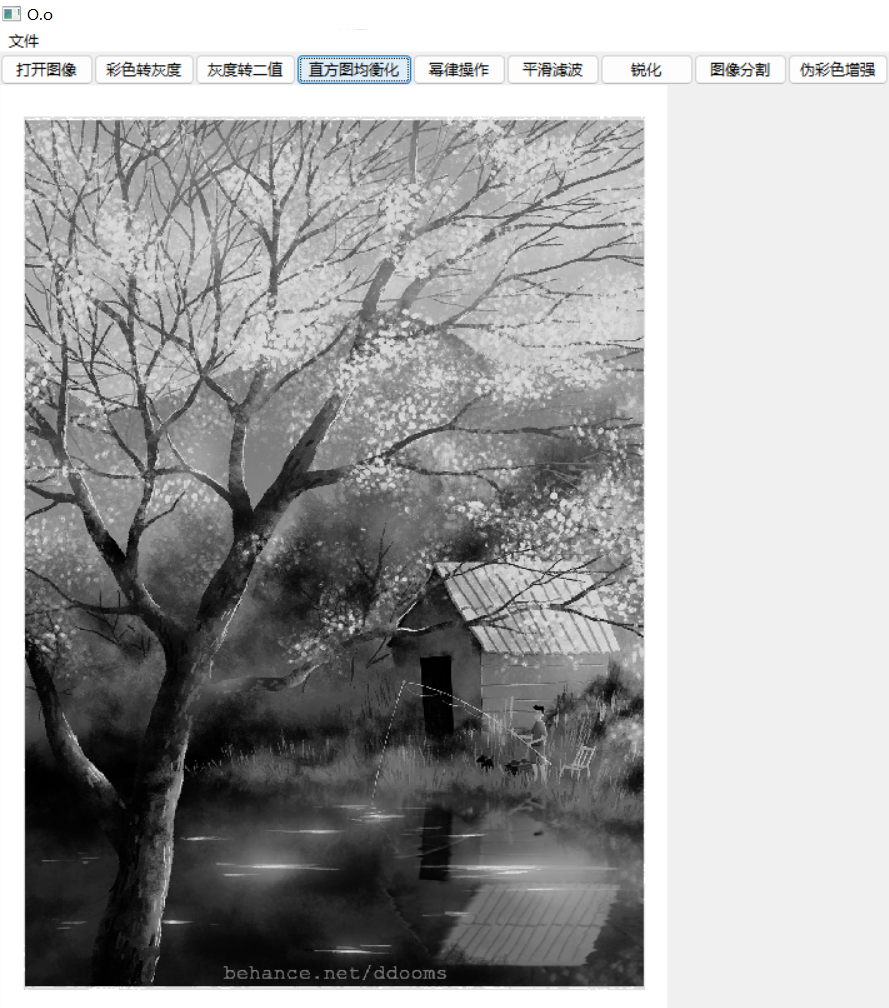 O.o
文件
打开图像 彩色转灰度 灰度转二值 直方图均衡化 幂律操作 平滑滤波 锐化 图像分割 伪彩色增强
behance.net/ddooms